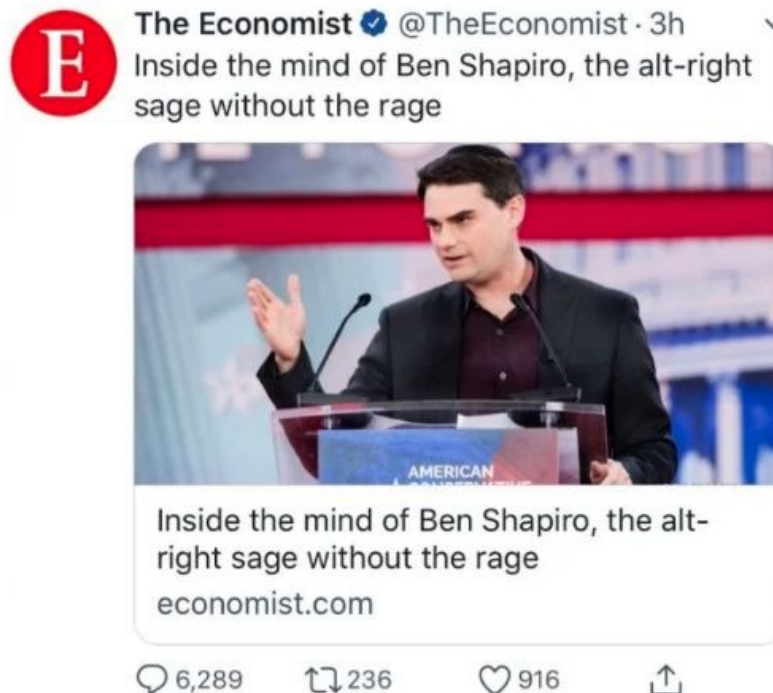 The Economist @TheEconomist · 3h
E
Inside the mind of Ben Shapiro, the alt-right
sage without the rage
AMERICAN
Inside the mind of Ben Shapiro, the alt-
right sage without the rage
economist.com
6,289 236 916